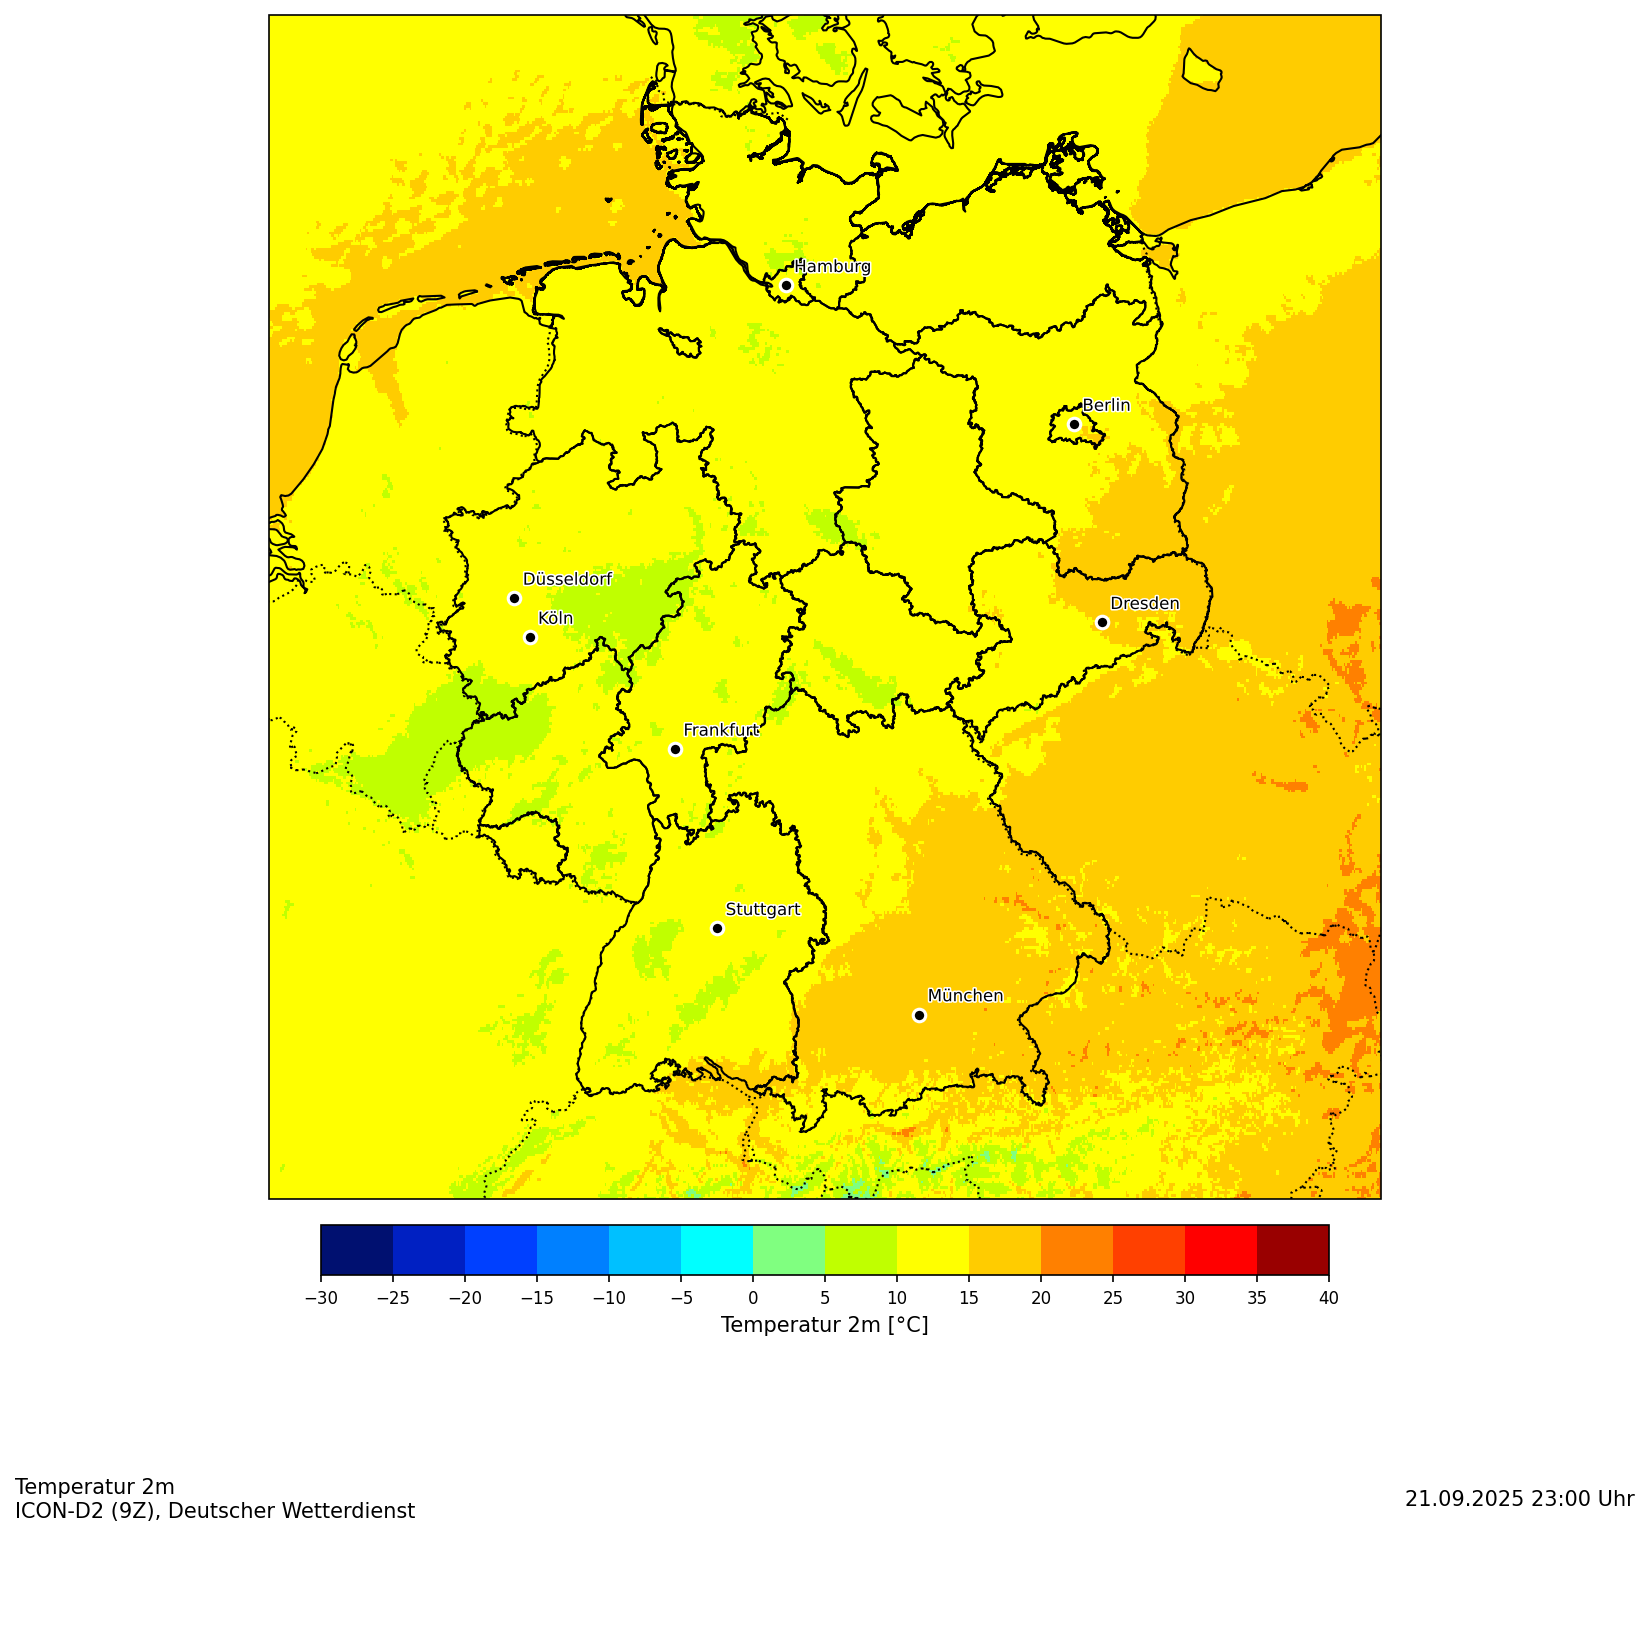 Hamburg
Berlin
Düsseldorf
Köln
Dresden
Frankfurt
Stuttgart
München
−30 −25 −20 −15 −10 −5 0 5 10 15 20 25 30 35 40
Temperatur 2m [°C]
Temperatur 2m
ICON-D2 (9Z), Deutscher Wetterdienst
21.09.2025 23:00 Uhr